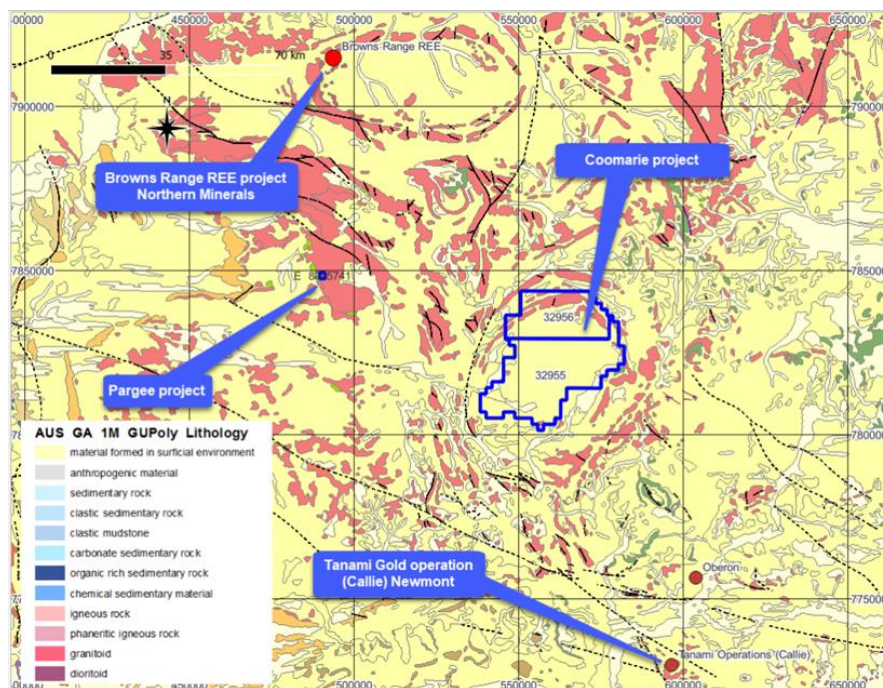 450000
500000
550000
600000
650000
Browns Range REE
0
35
70 km
7900000
7900000
N
Coomarie project
Browns Range REE project
Northern Minerals
7850000
7850000
32956
32955
Pargee project
AUS GA 1M GUPoly Lithology
material formed in surficial environment
anthropogenic material
sedimentary rock
clastic sedimentary rock
clastic mudstone
carbonate sedimentary rock
organic rich sedimentary rock
chemical sedimentary material
igneous rock
phaneritic igneous rock
granitoid
dioritoid
7800000
Tanami Gold operation
(Callie) Newmont
Oberon
7750000
Tanami Operations (Callie)
450000
500000
550000
600000
650000